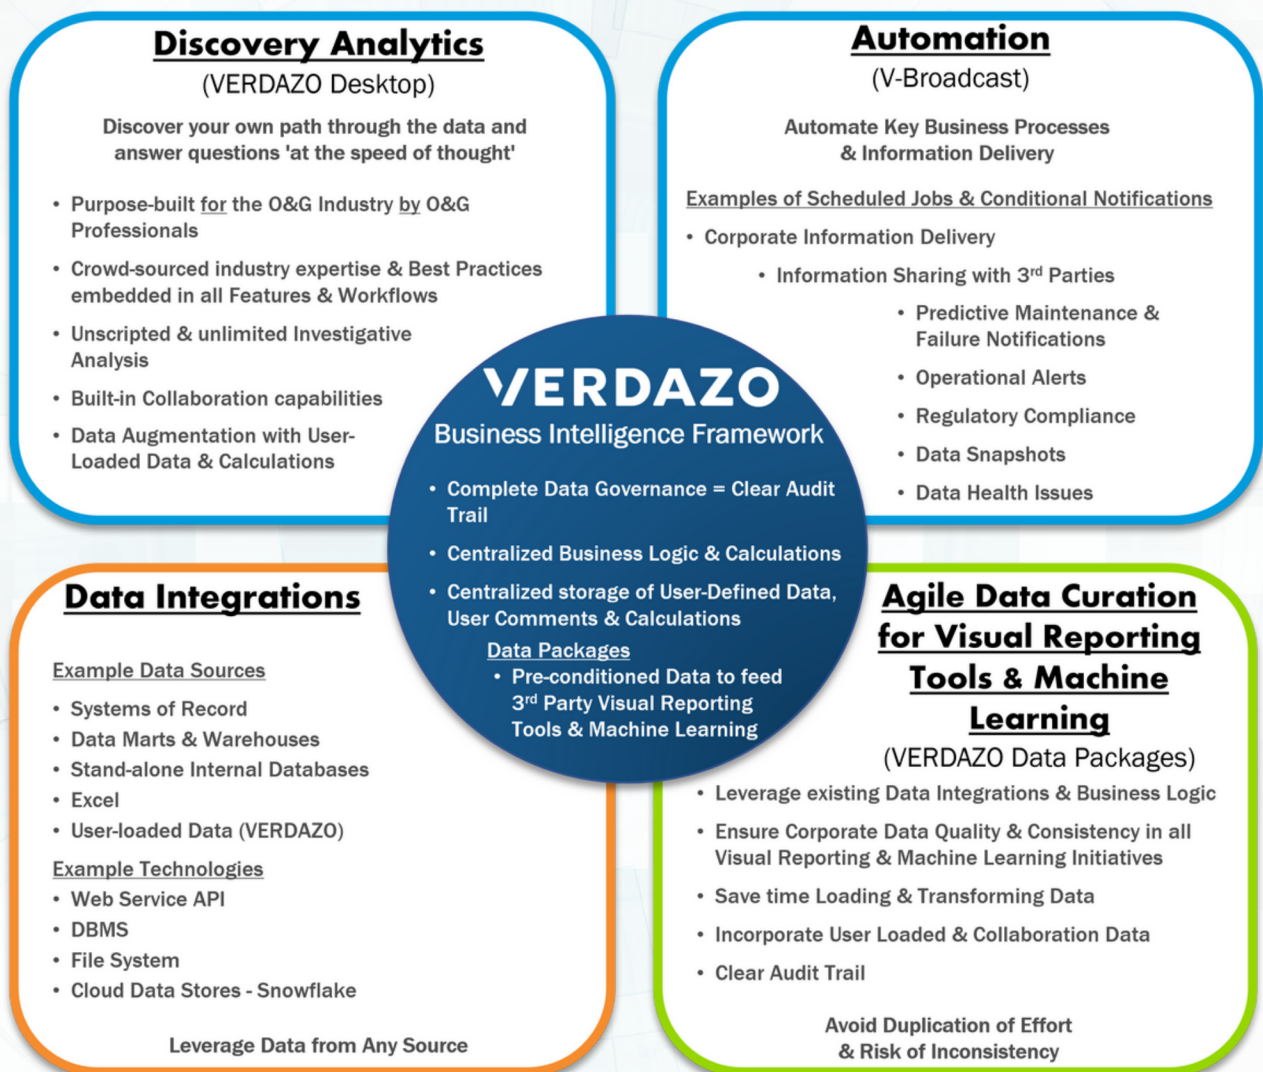 Discovery Analytics
(VERDAZO Desktop)
Discover your own path through the data and
answer questions 'at the speed of thought'
• Purpose-built for the O&G Industry by O&G
Professionals
• Crowd-sourced industry expertise & Best Practices
embedded in all Features & Workflows
• Unscripted & unlimited Investigative
Analysis
• Built-in Collaboration capabilities
• Data Augmentation with User-
Loaded Data & Calculations
Automation
(V-Broadcast)
Automate Key Business Processes
& Information Delivery
Examples of Scheduled Jobs & Conditional Notifications
• Corporate Information Delivery
• Information Sharing with 3rd Parties
• Predictive Maintenance &
Failure Notifications
• Operational Alerts
• Regulatory Compliance
• Data Snapshots
• Data Health Issues
VERDAZO
Business Intelligence Framework
• Complete Data Governance = Clear Audit
Trail
• Centralized Business Logic & Calculations
• Centralized storage of User-Defined Data,
User Comments & Calculations
Data Packages
• Pre-conditioned Data to feed
3rd Party Visual Reporting
Tools & Machine Learning
Data Integrations
Example Data Sources
• Systems of Record
• Data Marts & Warehouses
• Stand-alone Internal Databases
• Excel
• User-loaded Data (VERDAZO)
Example Technologies
• Web Service API
• DBMS
• File System
• Cloud Data Stores - Snowflake
Leverage Data from Any Source
Agile Data Curation
for Visual Reporting
Tools & Machine
Learning
(VERDAZO Data Packages)
• Leverage existing Data Integrations & Business Logic
• Ensure Corporate Data Quality & Consistency in all
Visual Reporting & Machine Learning Initiatives
• Save time Loading & Transforming Data
• Incorporate User Loaded & Collaboration Data
• Clear Audit Trail
Avoid Duplication of Effort
& Risk of Inconsistency